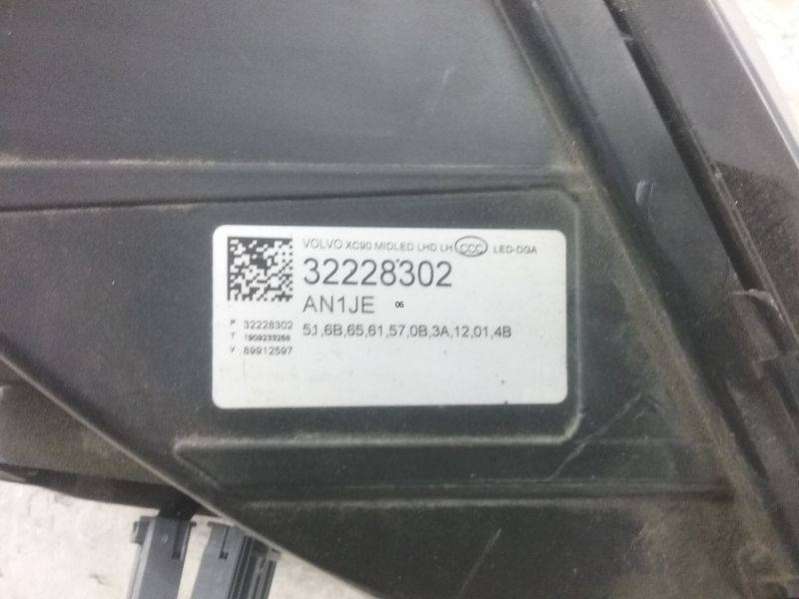 VOLVO XC90 MIDLED LHD LH CCC LED-DGA
32228302
AN1JE 06
51,6B,65,61,57,0B,3A,12,01,4B
P 32228302
T
V 89912597